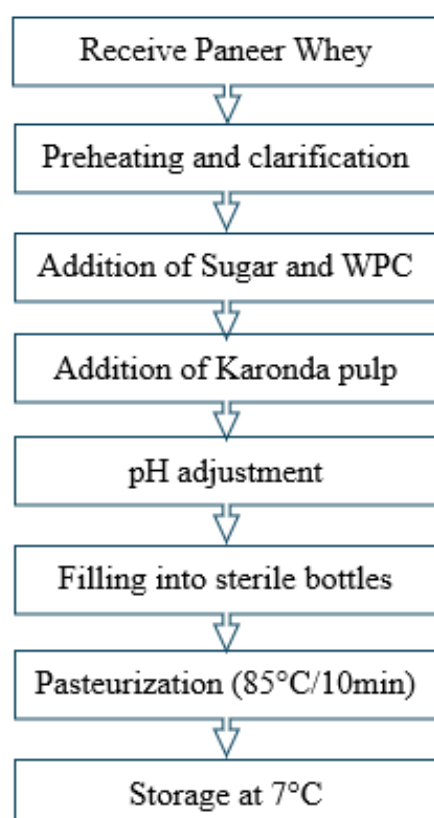 Receive Paneer Whey
Preheating and clarification
Addition of Sugar and WPC
Addition of Karonda pulp
pH adjustment
Filling into sterile bottles
Pasteurization (85°C/10min)
Storage at 7°C